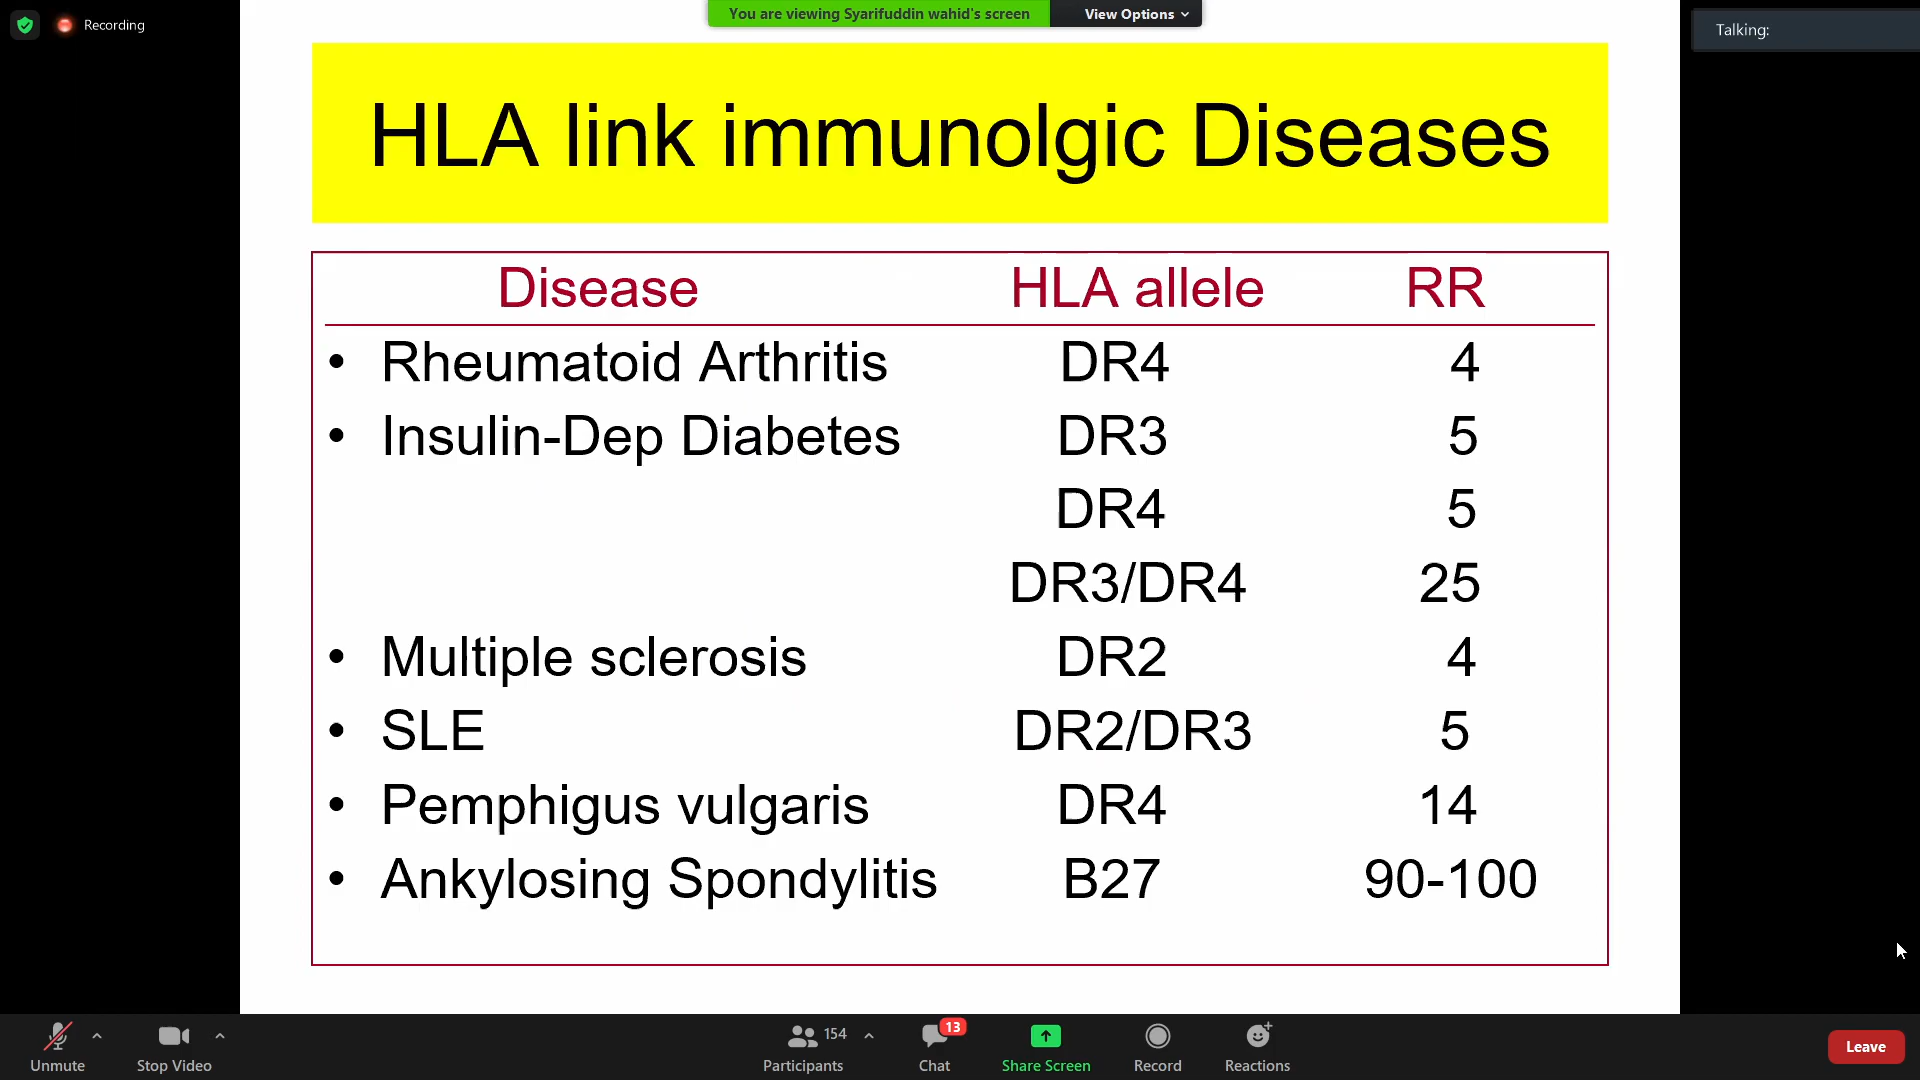 Recording
You are viewing Syarifuddin wahid's screen
View Options
Talking:
HLA link immunolgic Diseases
Disease HLA allele RR
• Rheumatoid Arthritis DR4 4
• Insulin-Dep Diabetes DR3 5
DR4 5
DR3/DR4 25
• Multiple sclerosis DR2 4
• SLE DR2/DR3 5
• Pemphigus vulgaris DR4 14
• Ankylosing Spondylitis B27 90-100
154
13
Unmute
Stop Video
Participants
Chat
Share Screen
Record
Reactions
Leave